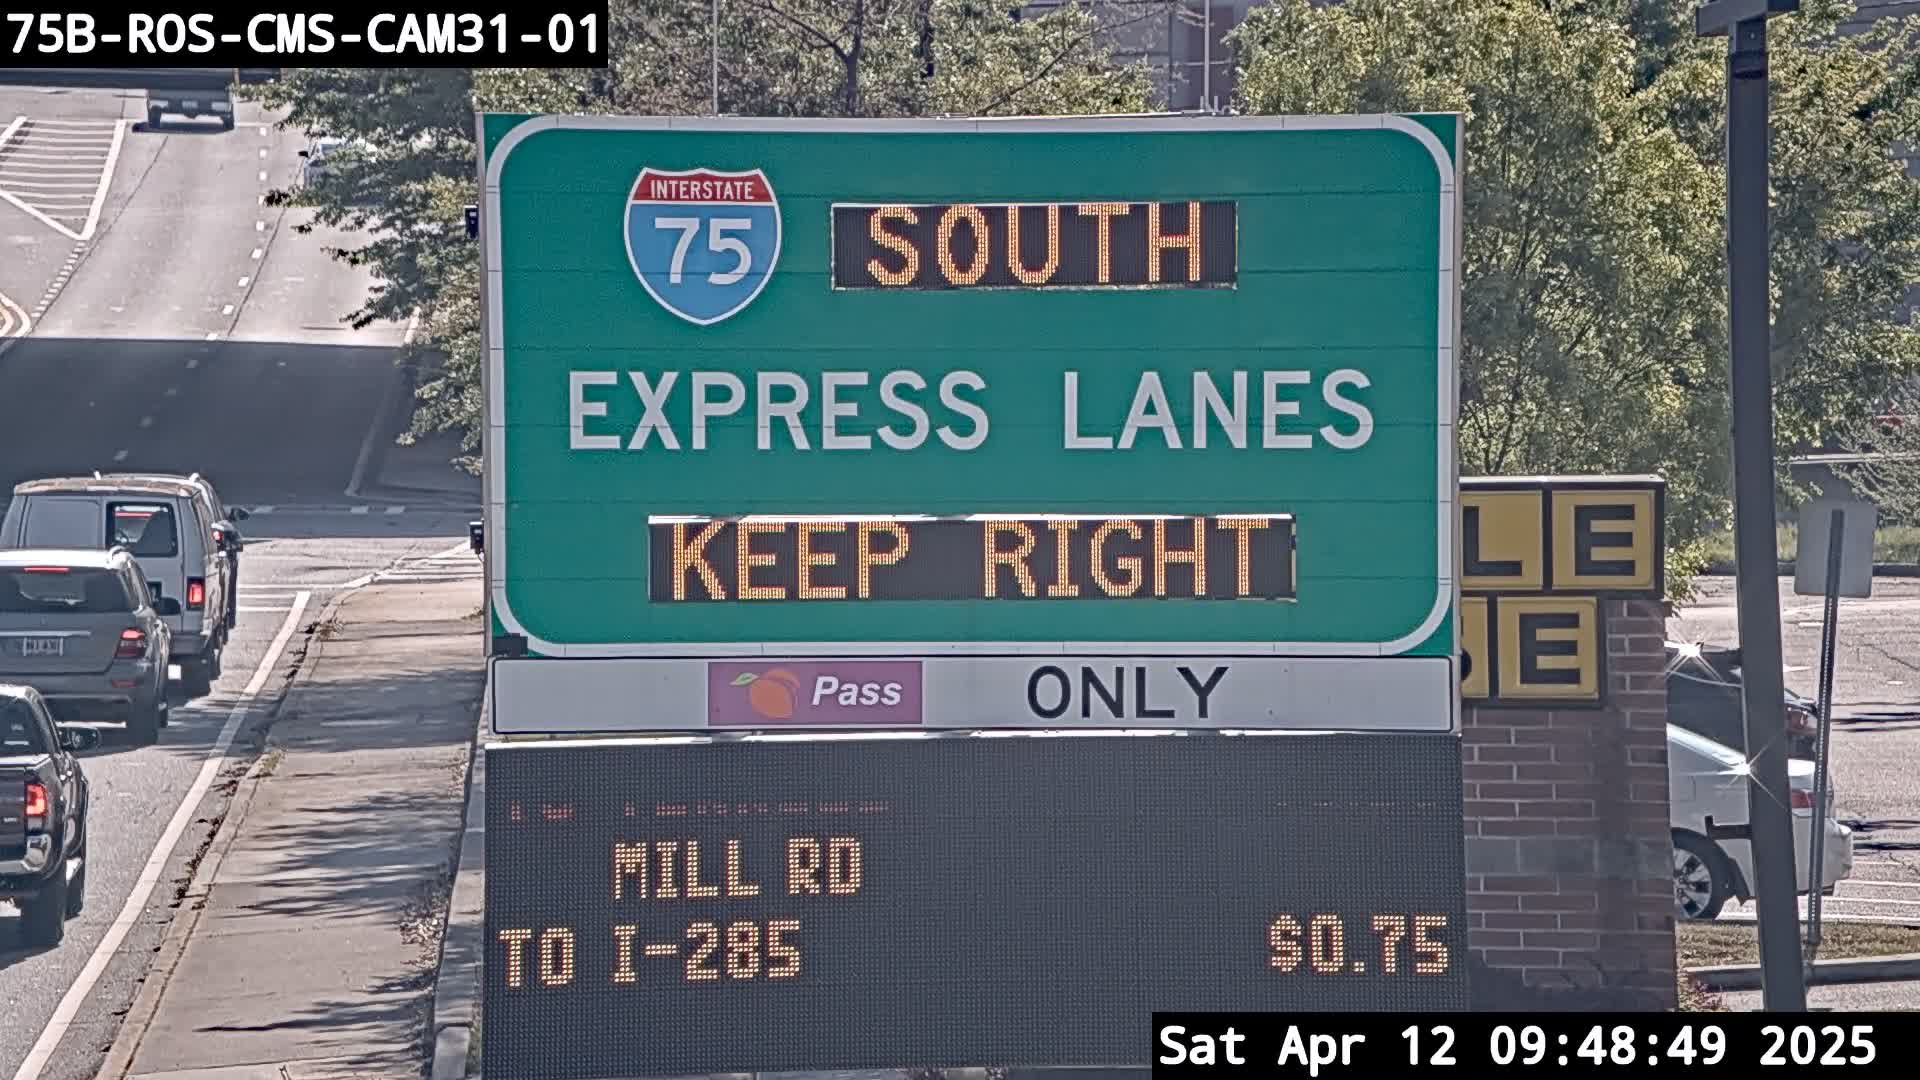 75B-ROS-CMS-CAM31-01
INTERSTATE
75
SOUTH
EXPRESS LANES
KEEP RIGHT
Pass ONLY
MILL RD
TO I-285 $0.75
LE
E
Sat Apr 12 09:48:49 2025